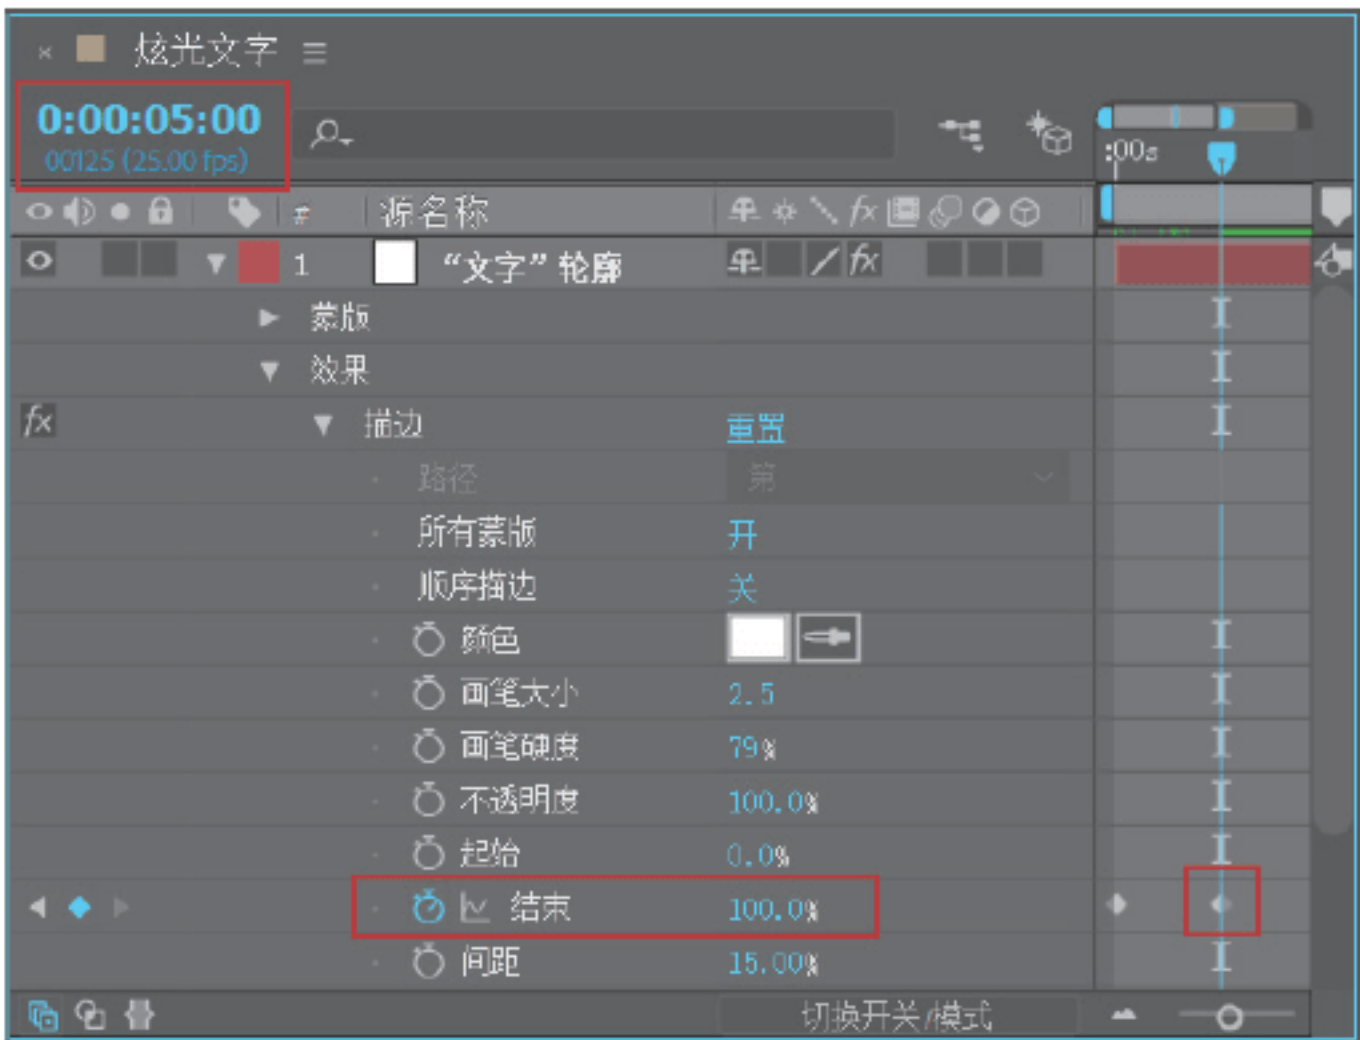 × 炫光文字 ≡
0:00:05:00
00125 (25.00 fps)
:00s
# 源名称 fx
1 “文字” 轮廓 fx
蒙版
效果
fx 描边 重置
路径 第
所有蒙版 开
顺序描边 关
颜色
画笔大小 2.5
画笔硬度 79%
不透明度 100.0%
起始 0.0%
结束 100.0%
间距 15.00%
切换开关/模式